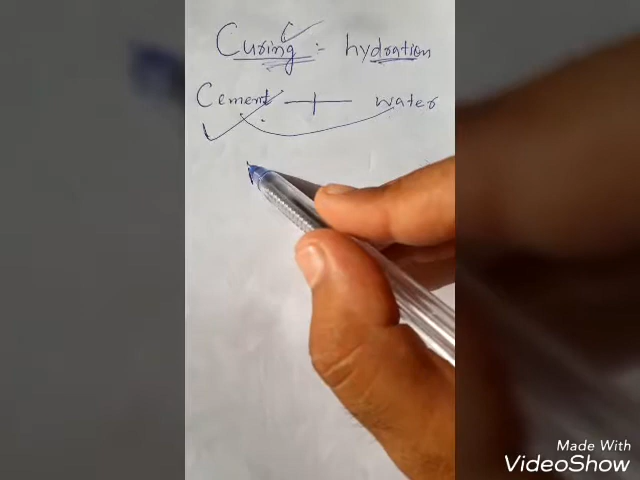 Curing :- hydration
Cement + water
Made With
VideoShow